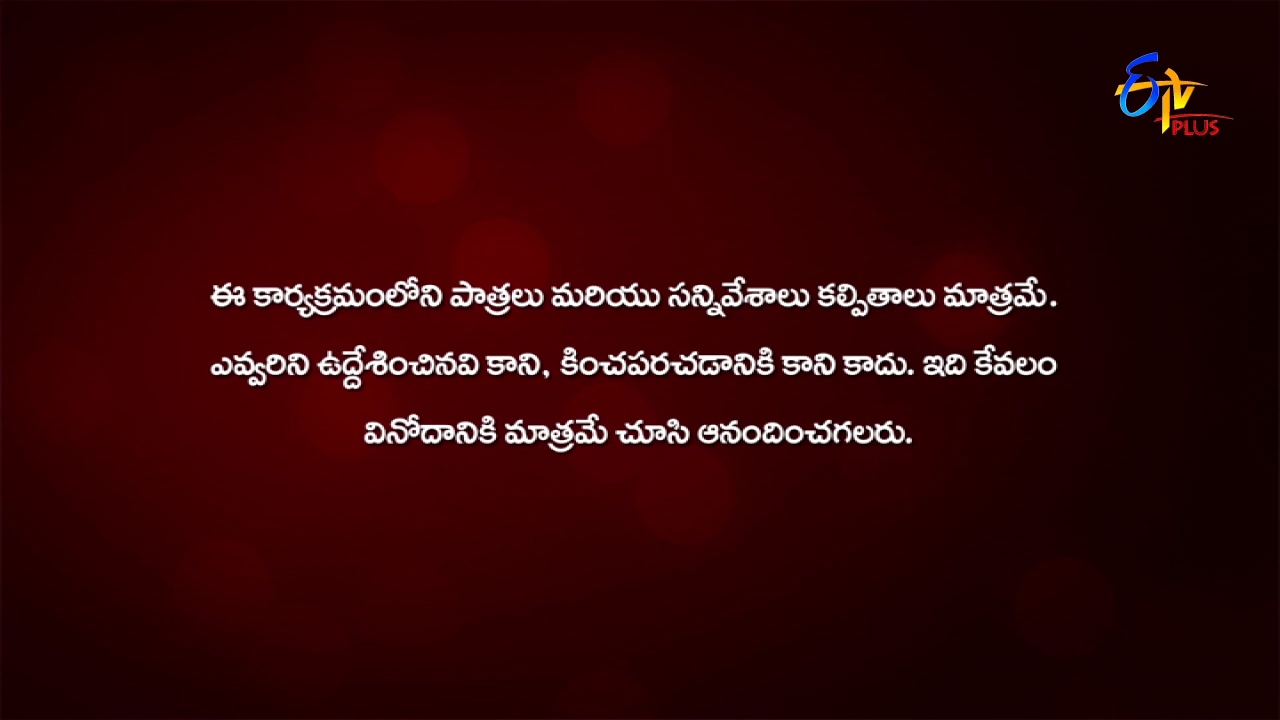 ETV
PLUS
ఈ కార్యక్రమంలోని పాత్రలు మరియు సన్నివేశాలు కల్పితాలు మాత్రమే.
ఎవ్వరిని ఉద్దేశించినవి కాని, కించపరచడానికి కాని కాదు. ఇది కేవలం
వినోదానికి మాత్రమే చూసి ఆనందించగలరు.